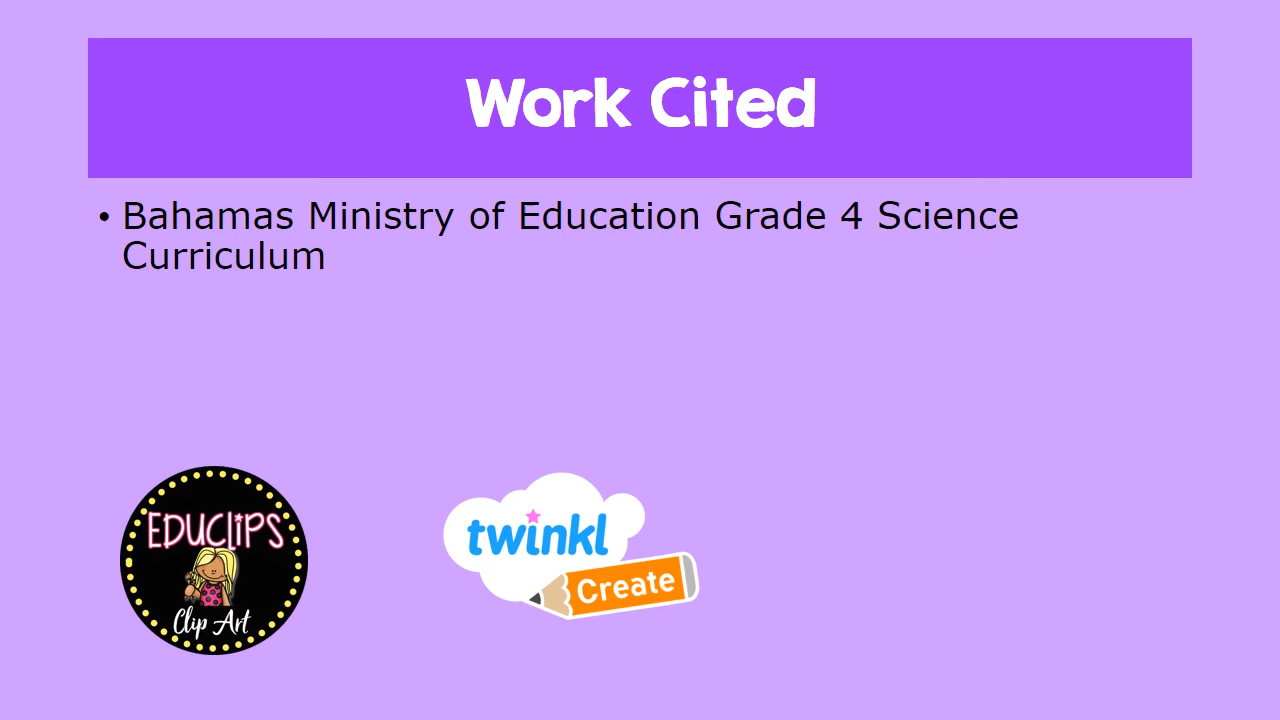 Work Cited
• Bahamas Ministry of Education Grade 4 Science
Curriculum
EDUCLIPS
Clip Art
twinkl
Create